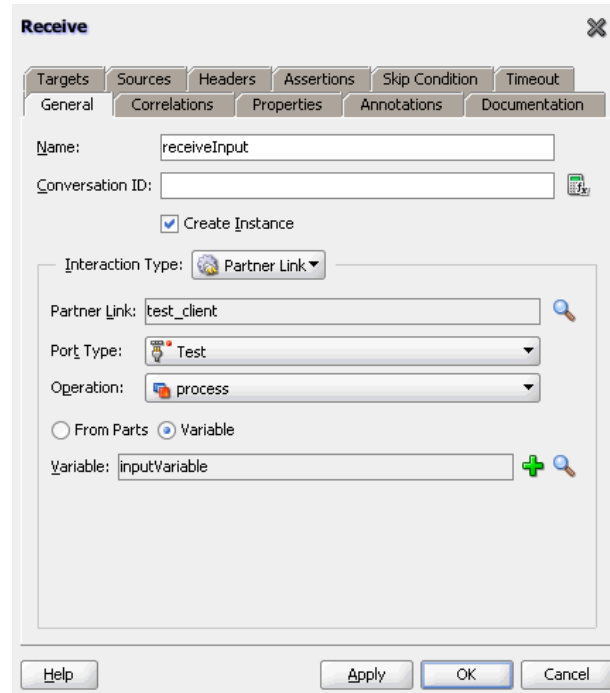 Receive
Targets Sources Headers Assertions Skip Condition Timeout
General Correlations Properties Annotations Documentation
Name: receiveInput
Conversation ID:
Create Instance
Interaction Type: Partner Link
Partner Link: test_client
Port Type: Test
Operation: process
From Parts Variable
Variable: inputVariable
Help Apply OK Cancel